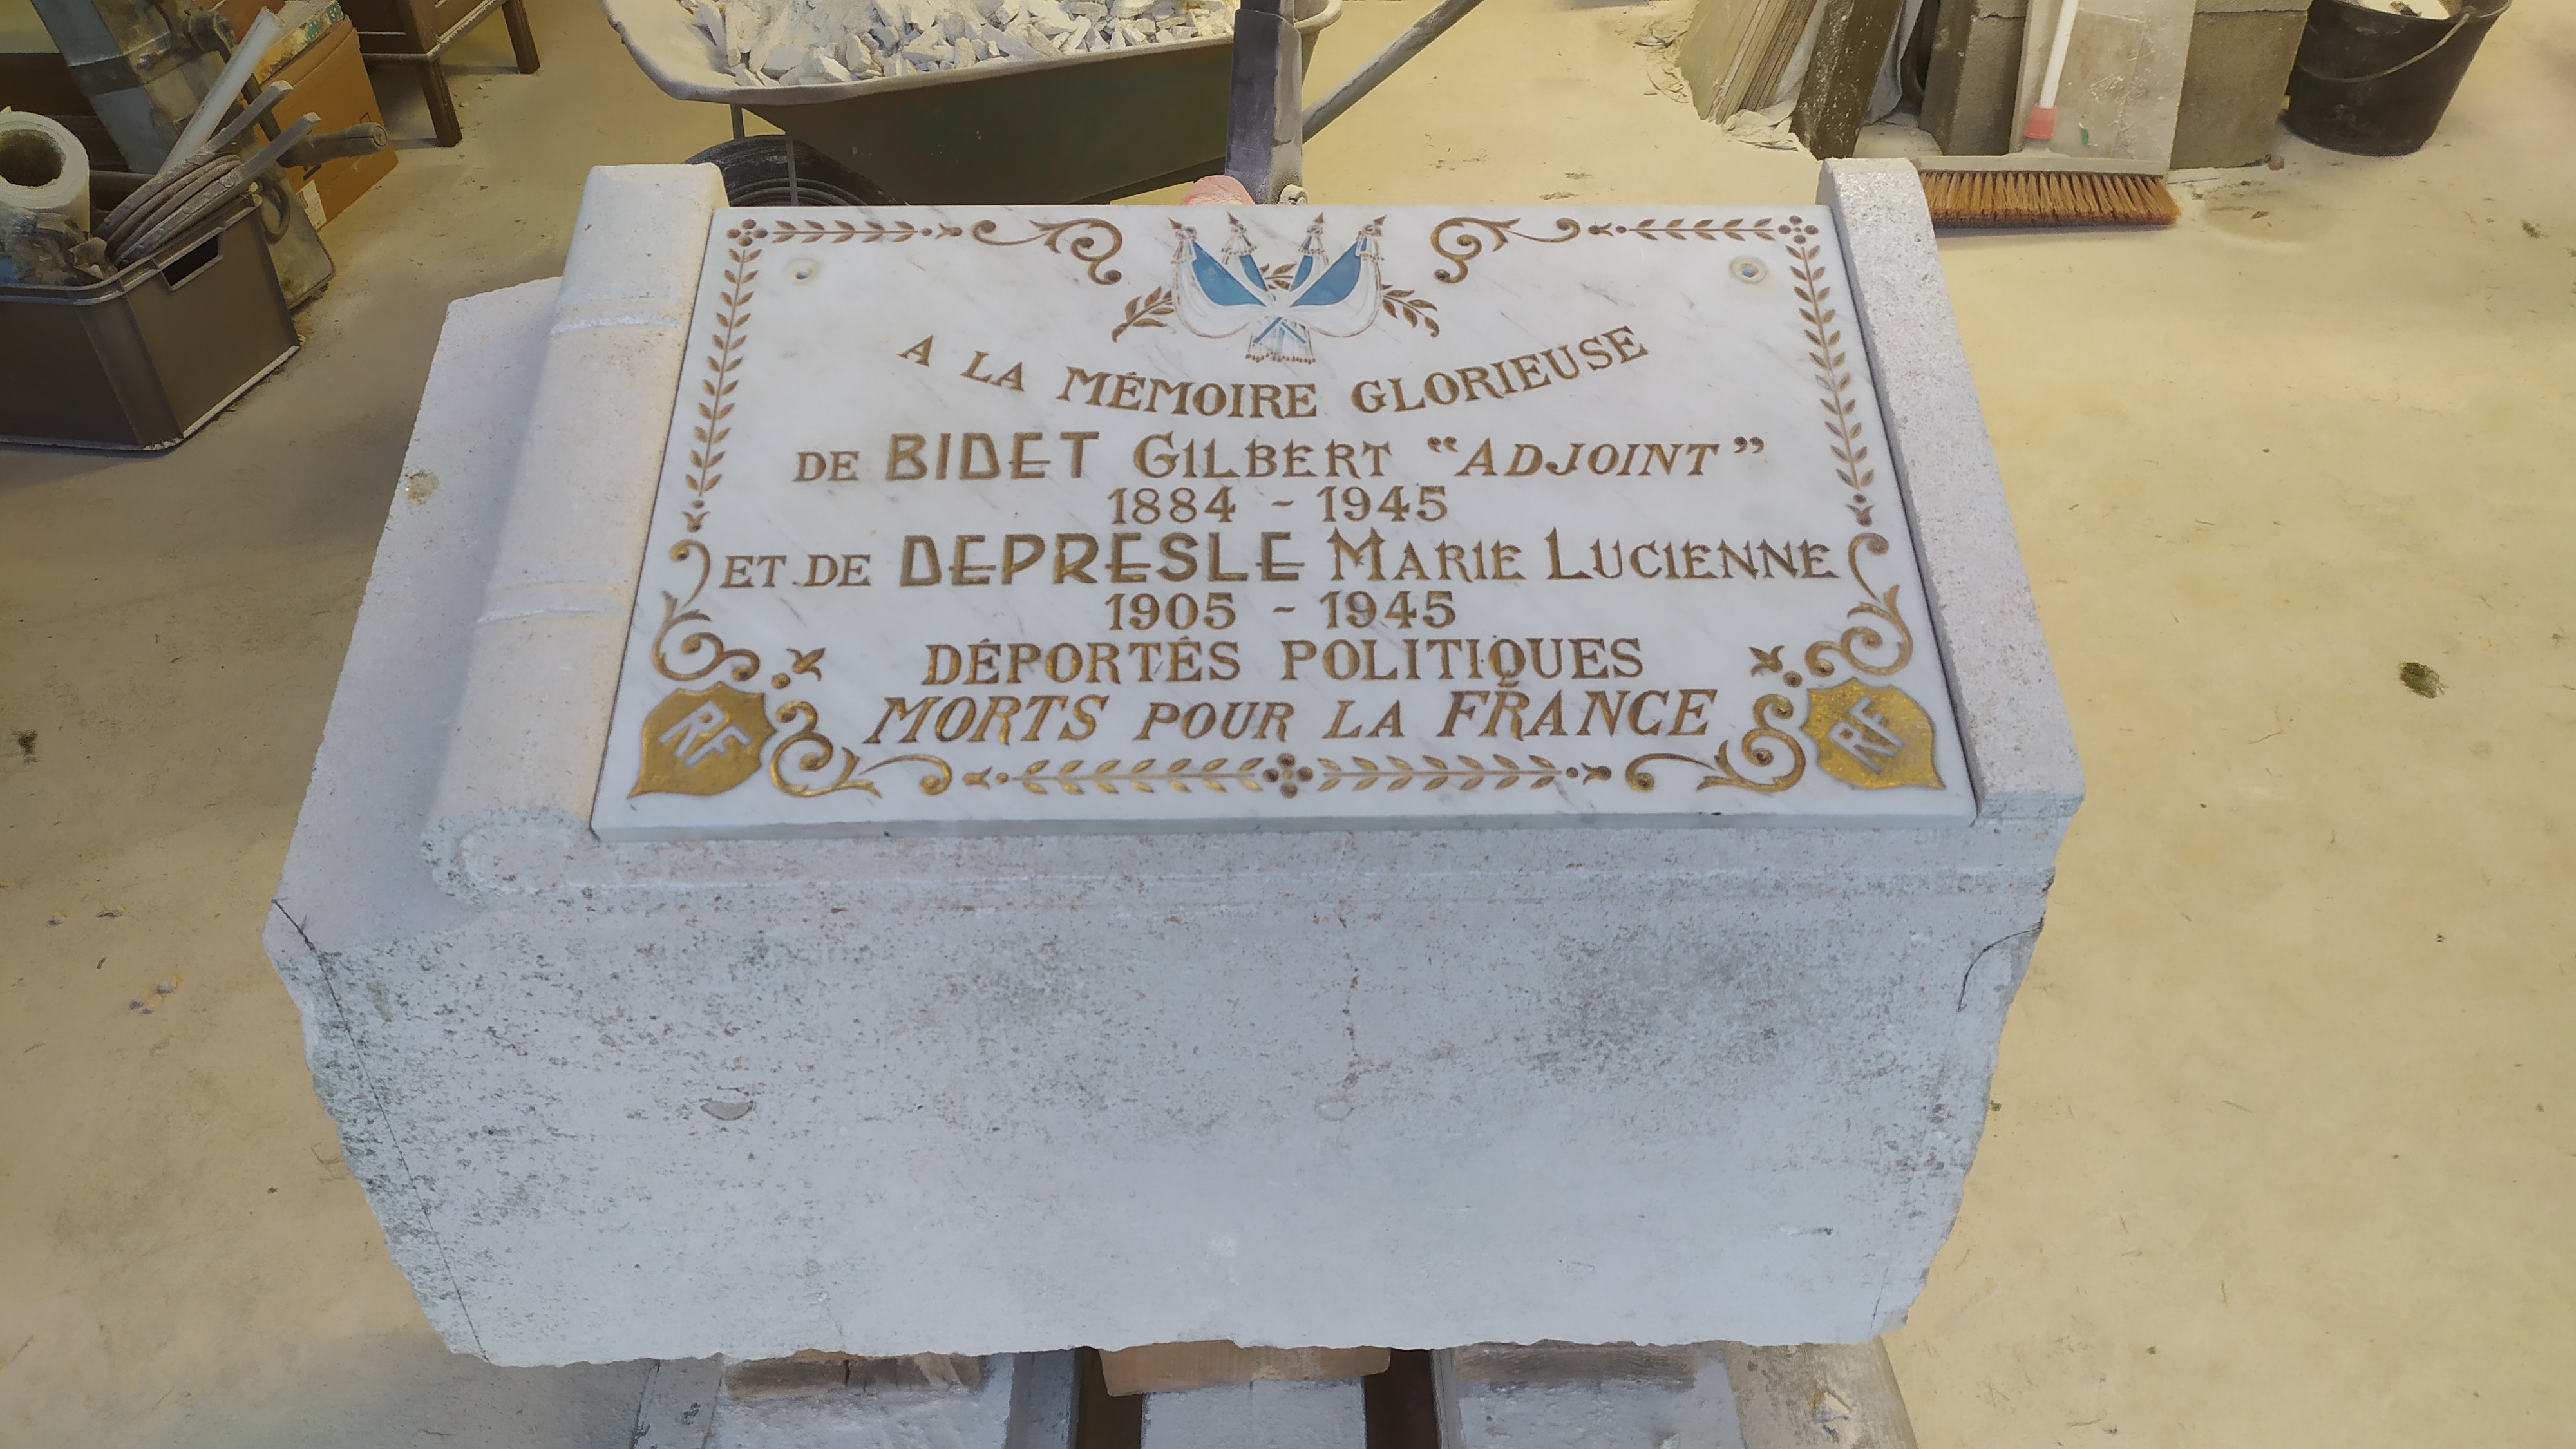 A LA MÉMOIRE GLORIEUSE
DE BIDET GILBERT “ADJOINT”
1884 - 1945
ET DE DEPRESLE MARIE LUCIENNE
1905 - 1945
DÉPORTÉS POLITIQUES
MORTS POUR LA FRANCE
RF RF